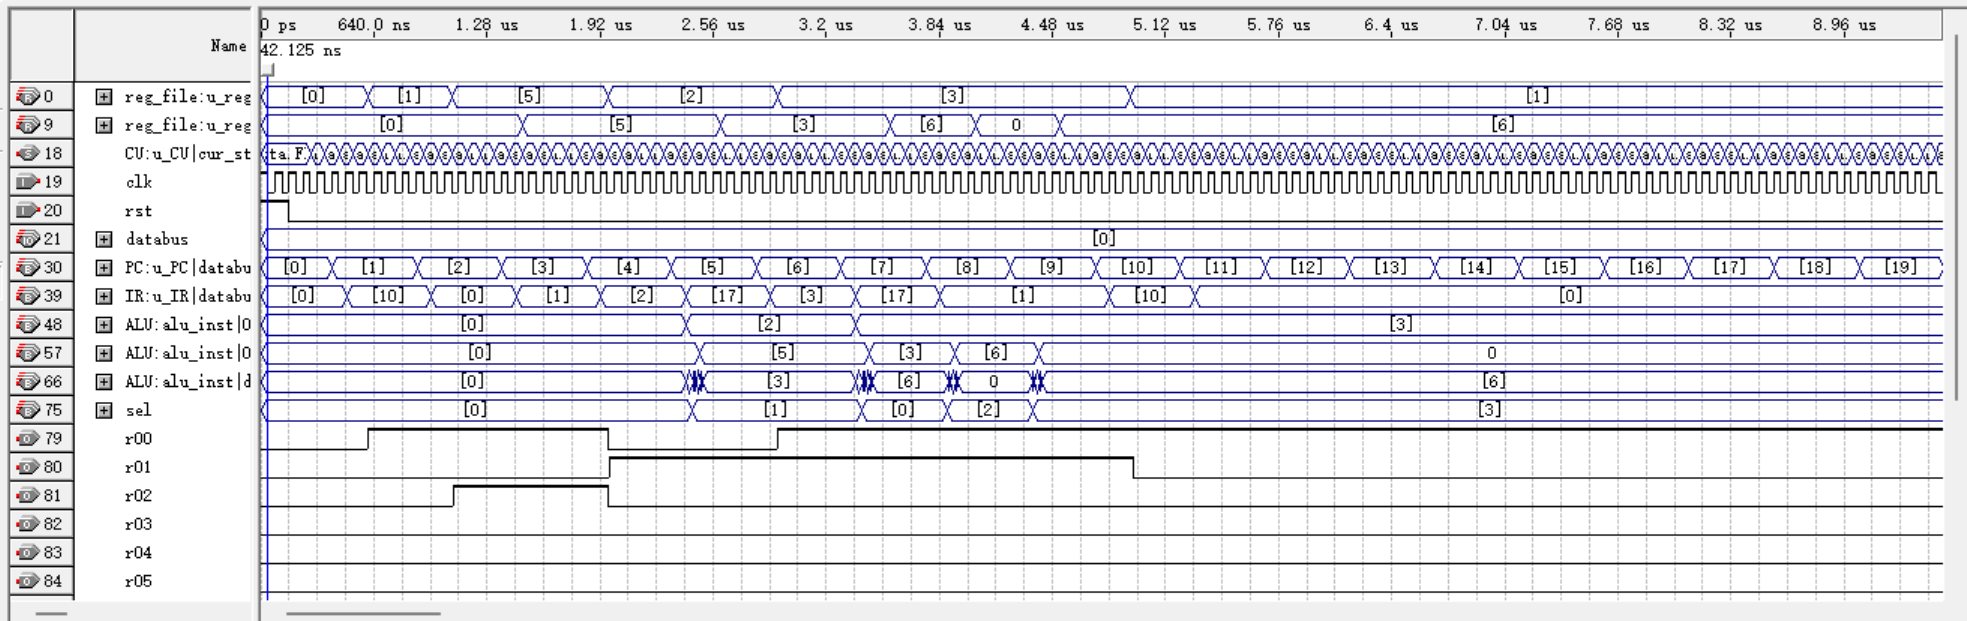 0 ps 640.0 ns 1.28 us 1.92 us 2.56 us 3.2 us 3.84 us 4.48 us 5.12 us 5.76 us 6.4 us 7.04 us 7.68 us 8.32 us 8.96 us
Name
42.125 ns
0 reg_file:u_reg [0] [1] [5] [2] [3] [1]
9 reg_file:u_reg [0] [5] [3] [6] 0 [6]
18 CU:u_CU|cur_st
19 clk
20 rst
21 databus [0]
30 PC:u_PC|databu [0] [1] [2] [3] [4] [5] [6] [7] [8] [9] [10] [11] [12] [13] [14] [15] [16] [17] [18] [19]
39 IR:u_IR|databu [0] [10] [0] [1] [2] [17] [3] [17] [1] [10] [0]
48 ALU:alu_inst|O [0] [2] [3]
57 ALU:alu_inst|O [0] [5] [3] [6] 0
66 ALU:alu_inst|d [0] [3] [6] 0 [6]
75 sel [0] [1] [0] [2] [3]
79 r00
80 r01
81 r02
82 r03
83 r04
84 r05